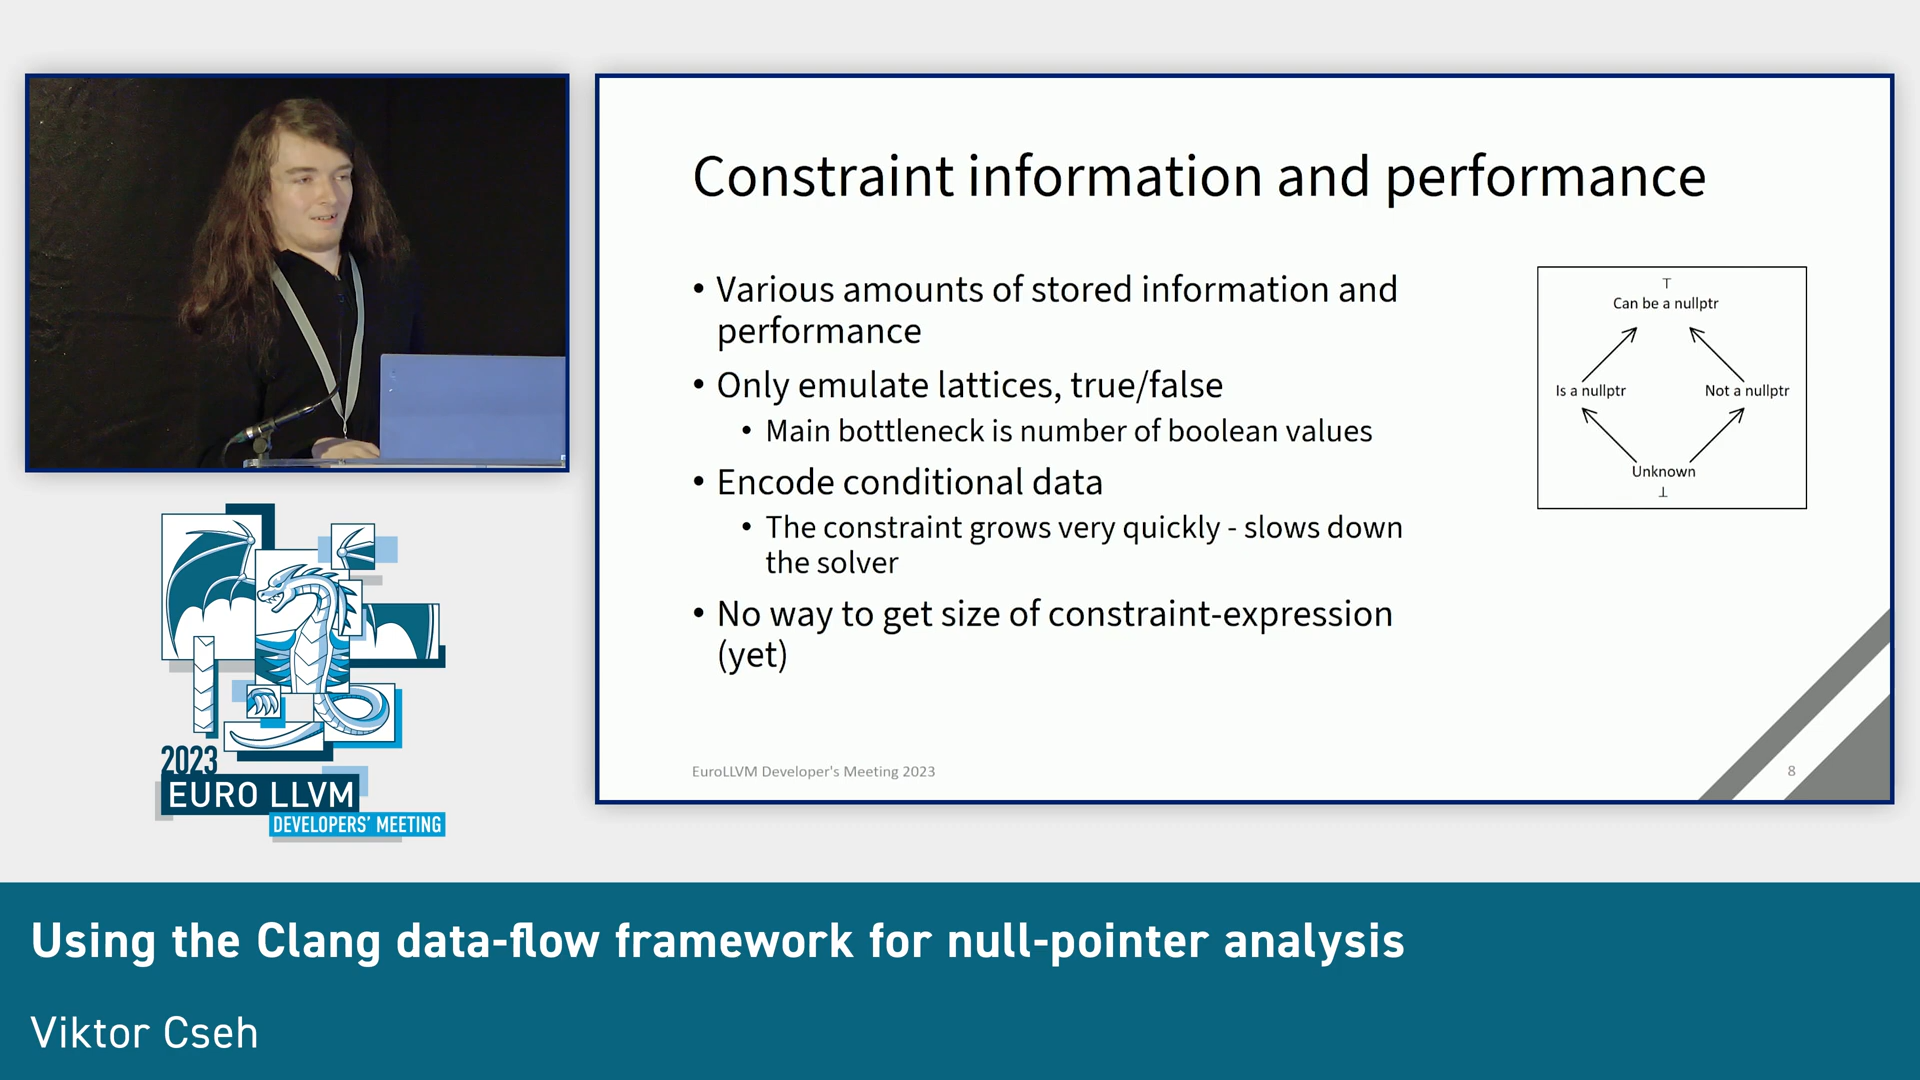 Constraint information and performance
• Various amounts of stored information and
performance
• Only emulate lattices, true/false
• Main bottleneck is number of boolean values
• Encode conditional data
• The constraint grows very quickly - slows down
the solver
• No way to get size of constraint-expression
(yet)
⊤
Can be a nullptr
Is a nullptr
Not a nullptr
Unknown
⊥
EuroLLVM Developer's Meeting 2023
8
2023
EURO LLVM
DEVELOPERS' MEETING
Using the Clang data-flow framework for null-pointer analysis
Viktor Cseh